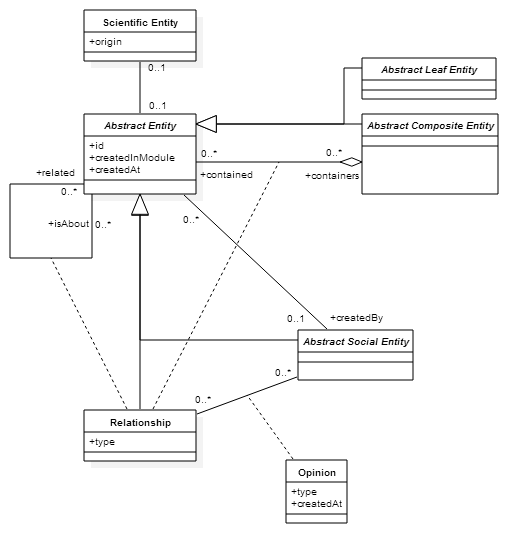 Scientific Entity
+origin
0..1
0..1
Abstract Leaf Entity
Abstract Entity
+id
+createdInModule
+createdAt
Abstract Composite Entity
0..*
0..*
+contained
+containers
+related
0..*
+isAbout
0..*
0..*
0..1
+createdBy
Abstract Social Entity
0..*
0..*
Relationship
+type
Opinion
+type
+createdAt